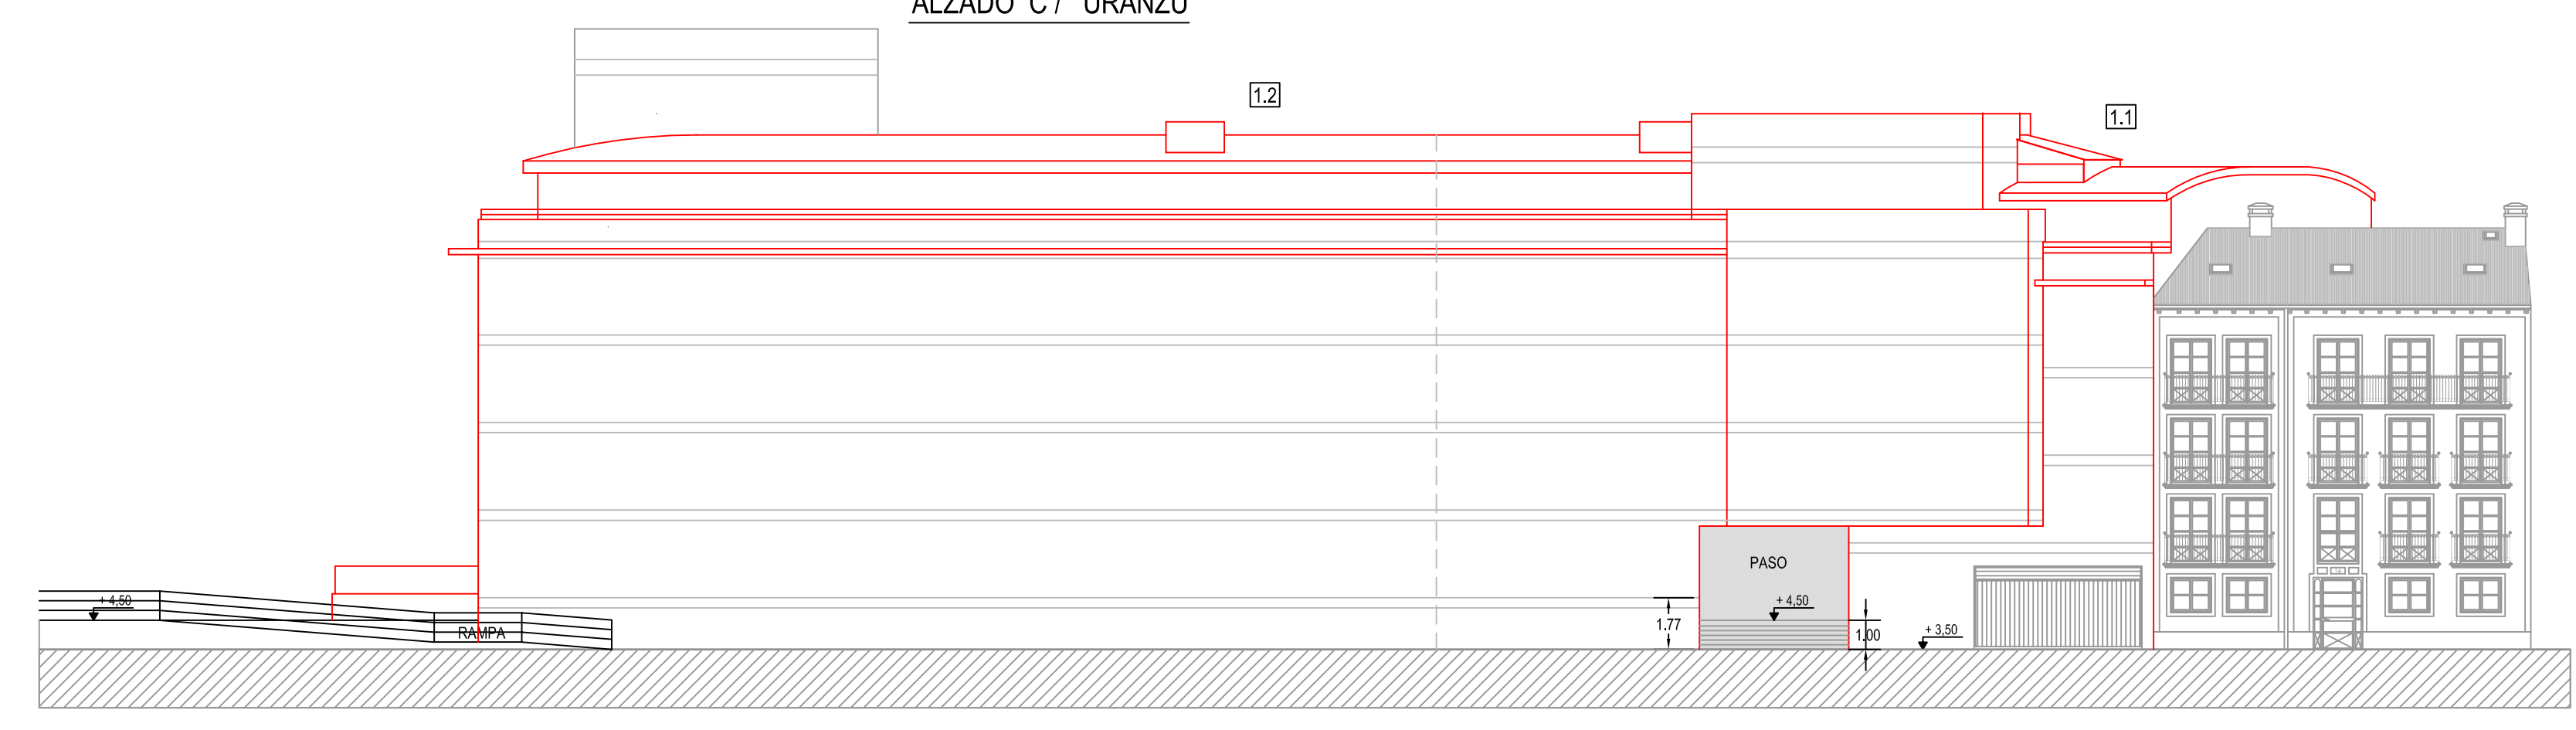 ALZADO C / URANZU
1.2
1.1
PASO
+ 4,50
+ 4,50
1.77
1.00
+ 3,50
RAMPA